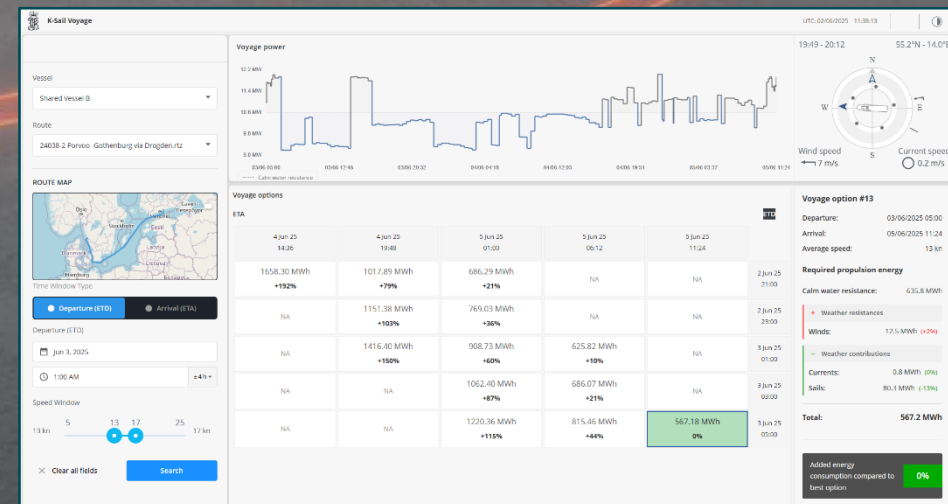 K-Sail Voyage
UTC: 02/06/2025 11:38:13
Vessel
Shared Vessel B
Route
24038-2 Porvoo -Gothenburg via Drogden.rtz
ROUTE MAP
Oslo
Stockholm
Eesti
Latvija
Danmark
Hamburg
Time Window Type
Departure (ETD)
Arrival (ETA)
Departure (ETD)
Jun 3, 2025
1:00 AM
±4 h
Speed Window
5 13 17 25
13 kn 17 kn
Clear all fields
Search
Voyage power
12.2 MW
11.4 MW
10.6 MW
9.8 MW
03/06 12:46
03/06 20:32
04/06 04:18
04/06 12:05
04/06 19:51
05/06 03:37
05/06 11:24
Calm water resistance
19:49 - 20:12
55.2°N - 14.0°E
N
W
E
S
Wind speed
7 m/s
Current speed
0.2 m/s
Voyage options
ETA
ETD
4 Jun 25 4 Jun 25 5 Jun 25 5 Jun 25 5 Jun 25
14:36 19:48 01:00 06:12 11:24
1658.30 MWh 1017.89 MWh 686.29 MWh NA NA 2 Jun 25
+192% +79% +21% 21:00
NA 1151.38 MWh 769.03 MWh NA NA 2 Jun 25
+103% +36% 23:00
NA 1416.40 MWh 908.73 MWh 625.82 MWh NA 3 Jun 25
+150% +60% +10% 01:00
NA NA 1062.40 MWh 686.07 MWh NA 3 Jun 25
+87% +21% 03:00
NA NA 1220.36 MWh 815.46 MWh 567.18 MWh 3 Jun 25
+115% +44% 0% 05:00
Voyage option #13
Departure: 03/06/2025 05:00
Arrival: 05/06/2025 11:24
Average speed: 13 kn
Required propulsion energy
Calm water resistance: 635.8 MWh
+ Weather resistances
Winds: 12.5 MWh (+2%)
− Weather contributions
Currents: 0.8 MWh (0%)
Sails: 80.3 MWh (-13%)
Total: 567.2 MWh
Added energy
consumption compared to
best option
0%